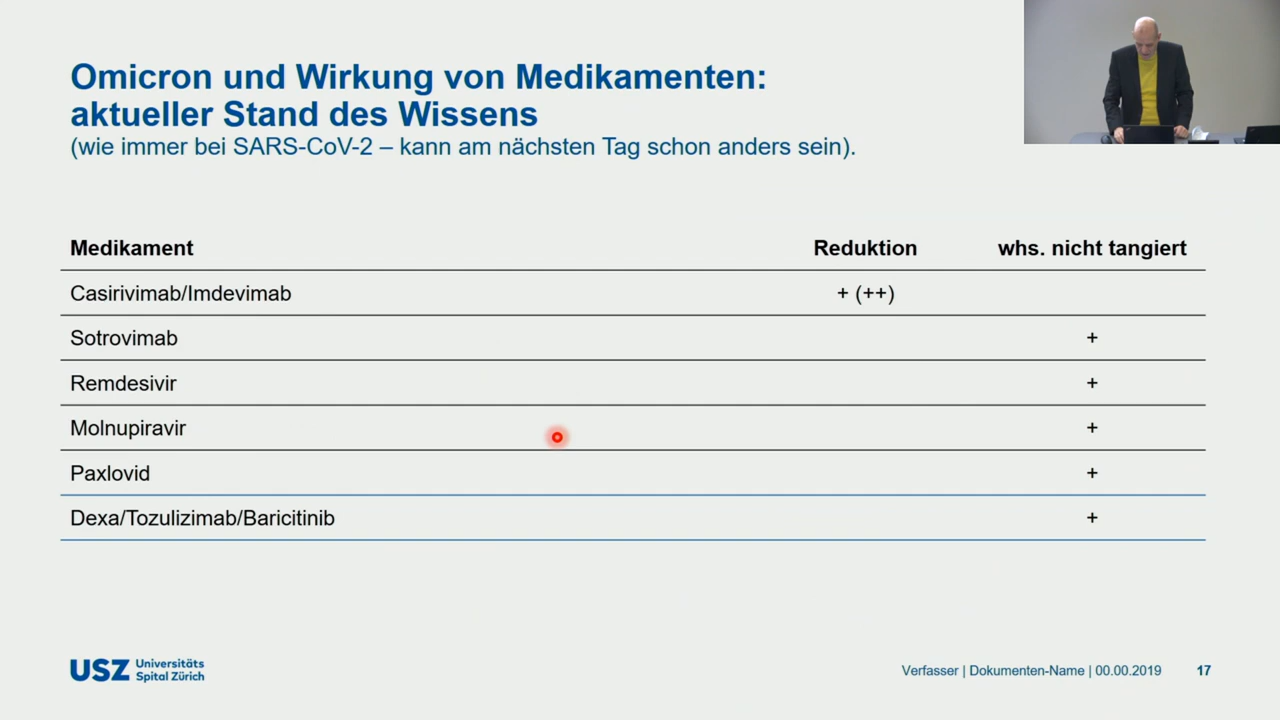 Omicron und Wirkung von Medikamenten:
aktueller Stand des Wissens
(wie immer bei SARS-CoV-2 – kann am nächsten Tag schon anders sein).
Medikament Reduktion whs. nicht tangiert
Casirivimab/Imdevimab + (++)
Sotrovimab +
Remdesivir +
Molnupiravir +
Paxlovid +
Dexa/Tozulizimab/Baricitinib +
USZ Universitäts
Spital Zürich
Verfasser | Dokumenten-Name | 00.00.2019 17